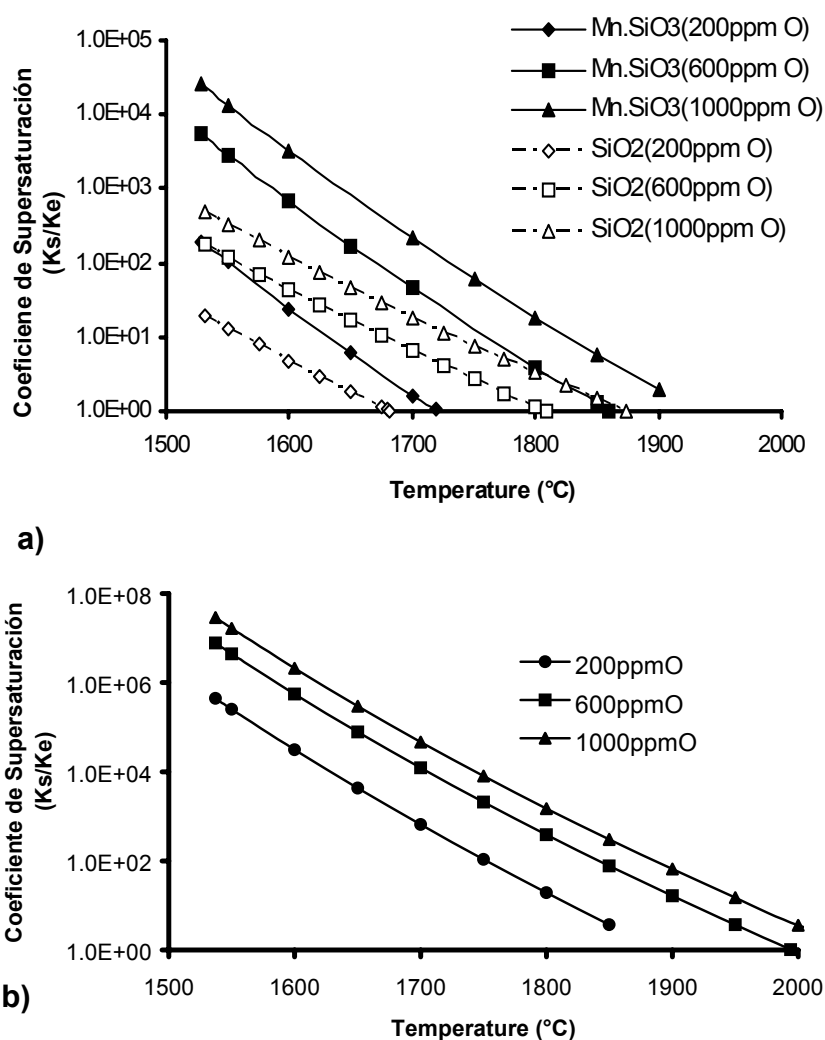 1.0E+05
1.0E+04
1.0E+03
1.0E+02
1.0E+01
1.0E+00
Coeficiene de Supersaturación
(Ks/Ke)
Mn.SiO3(200ppm O)
Mn.SiO3(600ppm O)
Mn.SiO3(1000ppm O)
SiO2(200ppm O)
SiO2(600ppm O)
SiO2(1000ppm O)
1500 1600 1700 1800 1900 2000
Temperature (°C)
a)
1.0E+08
1.0E+06
1.0E+04
1.0E+02
1.0E+00
Coeficiente de Supersaturación
(Ks/Ke)
200ppmO
600ppmO
1000ppmO
1500 1600 1700 1800 1900 2000
Temperature (°C)
b)